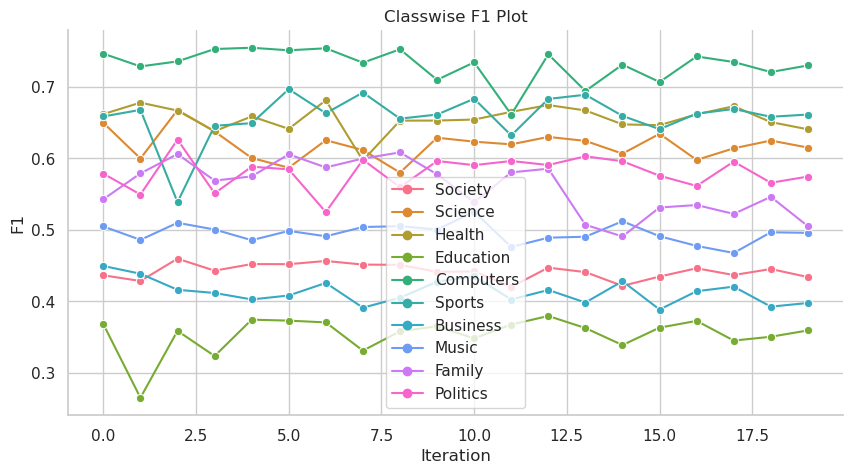 Classwise F1 Plot
F1
0.7
0.6
0.5
0.4
0.3
Society
Science
Health
Education
Computers
Sports
Business
Music
Family
Politics
0.0 2.5 5.0 7.5 10.0 12.5 15.0 17.5
Iteration